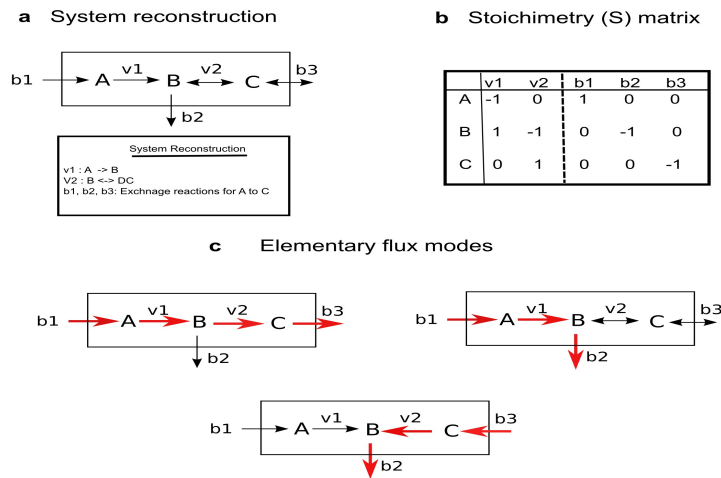 a System reconstruction
b1 A v1 B v2 C b3
b2
System Reconstruction
v1 : A -> B
V2 : B <-> DC
b1, b2, b3: Exchnage reactions for A to C
b Stoichimetry (S) matrix
v1 v2 b1 b2 b3
A -1 0 1 0 0
B 1 -1 0 -1 0
C 0 1 0 0 -1
c Elementary flux modes
b1 A v1 B v2 C b3
b2
b1 A v1 B v2 C b3
b2
b1 A v1 B v2 C b3
b2